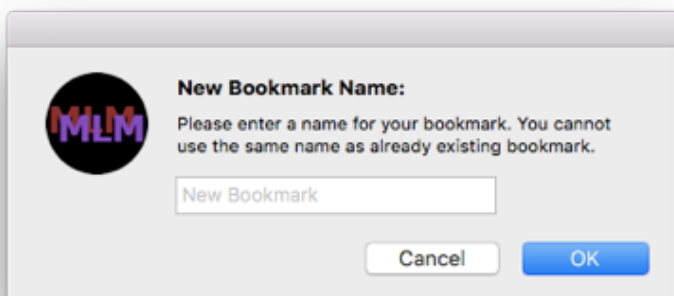 MLM
New Bookmark Name:
Please enter a name for your bookmark. You cannot
use the same name as already existing bookmark.
New Bookmark
Cancel
OK